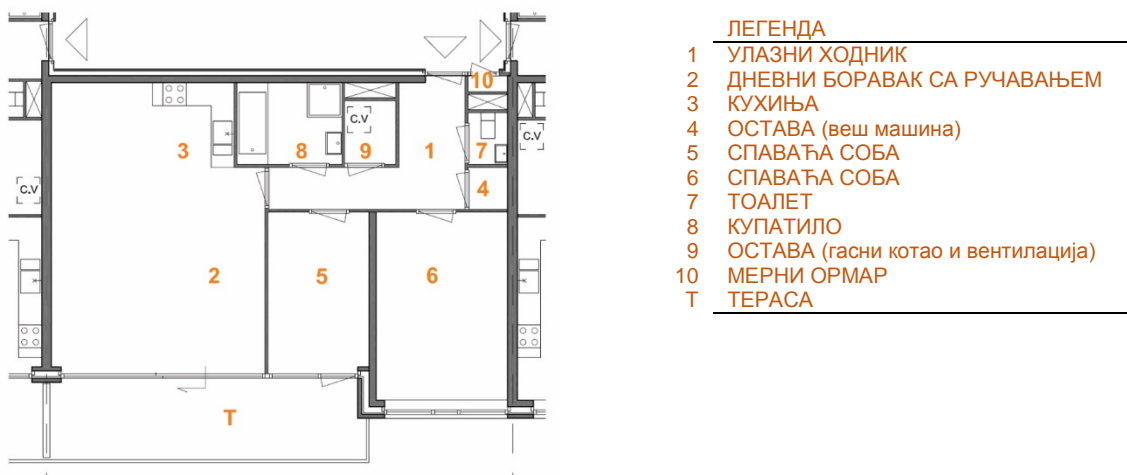 ЛЕГЕНДА
1 УЛАЗНИ ХОДНИК
2 ДНЕВНИ БОРАВАК СА РУЧАВАЊЕМ
3 КУХИЊА
4 ОСТАВА (веш машина)
5 СПАВАЋА СОБА
6 СПАВАЋА СОБА
7 ТОАЛЕТ
8 КУПАТИЛО
9 ОСТАВА (гасни котао и вентилација)
10 МЕРНИ ОРМАР
Т ТЕРАСА
10
C.V
C.V
3
8
9
1
7
C.V
4
2
5
6
T